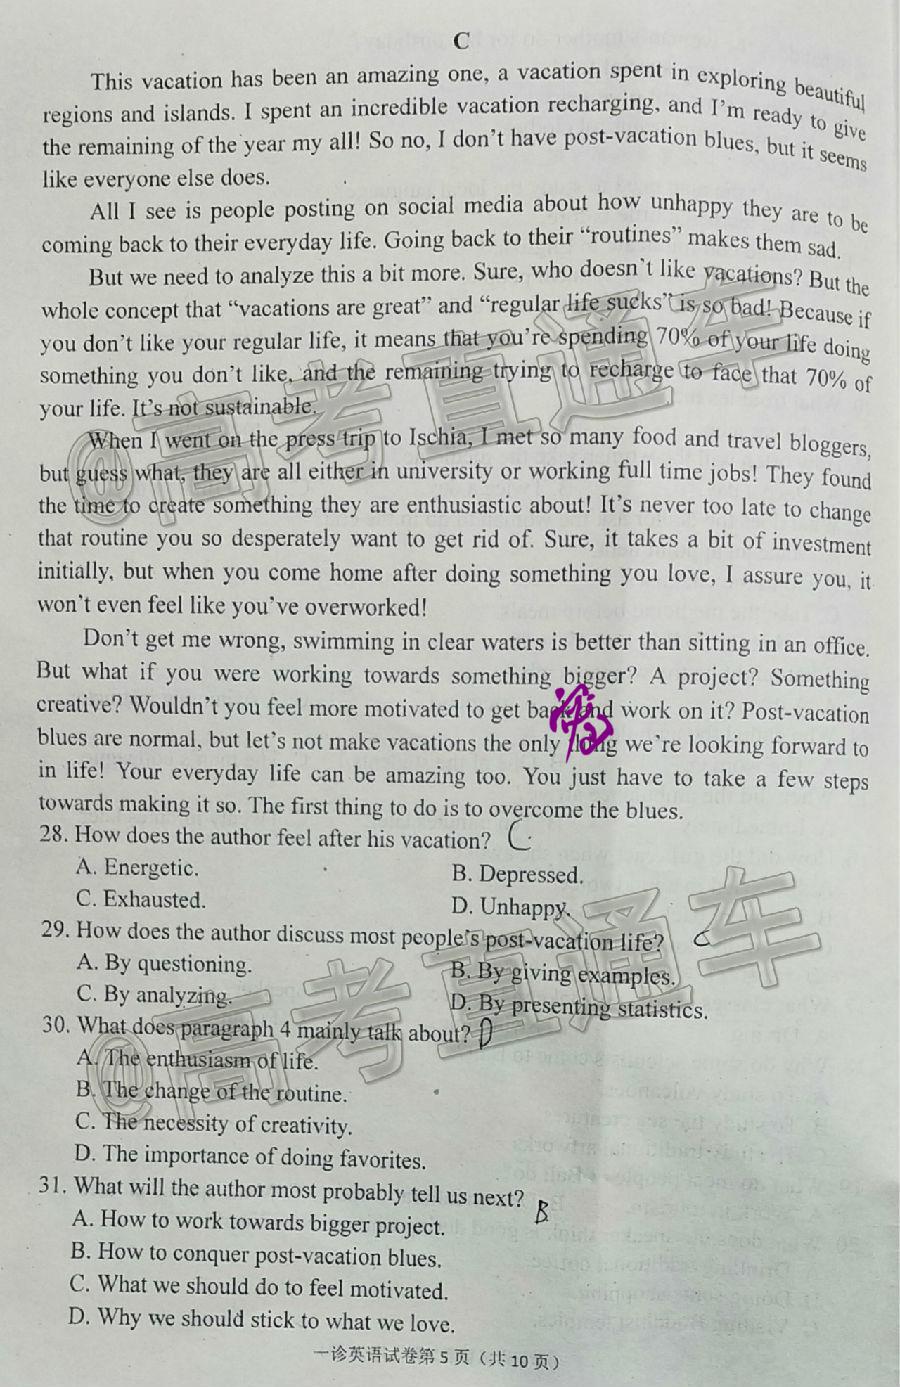 C
This vacation has been an amazing one, a vacation spent in exploring beautiful
regions and islands. I spent an incredible vacation recharging, and I'm ready to give
the remaining of the year my all! So no, I don't have post-vacation blues, but it seems
like everyone else does.
All I see is people posting on social media about how unhappy they are to be
coming back to their everyday life. Going back to their “routines” makes them sad.
But we need to analyze this a bit more. Sure, who doesn't like vacations? But the
whole concept that “vacations are great” and “regular life sucks” is so bad! Because if
you don't like your regular life, it means that you're spending 70% of your life doing
something you don't like, and the remaining trying to recharge to face that 70% of
your life. It's not sustainable.
When I went on the press trip to Ischia, I met so many food and travel bloggers,
but guess what, they are all either in university or working full time jobs! They found
the time to create something they are enthusiastic about! It's never too late to change
that routine you so desperately want to get rid of. Sure, it takes a bit of investment
initially, but when you come home after doing something you love, I assure you, it
won't even feel like you've overworked!
Don't get me wrong, swimming in clear waters is better than sitting in an office.
But what if you were working towards something bigger? A project? Something
creative? Wouldn't you feel more motivated to get back and work on it? Post-vacation
blues are normal, but let's not make vacations the only thing we're looking forward to
in life! Your everyday life can be amazing too. You just have to take a few steps
towards making it so. The first thing to do is to overcome the blues.
28. How does the author feel after his vacation? C
A. Energetic. B. Depressed.
C. Exhausted. D. Unhappy.
29. How does the author discuss most people's post-vacation life? C
A. By questioning. B. By giving examples.
C. By analyzing. D. By presenting statistics.
30. What does paragraph 4 mainly talk about? D
A. The enthusiasm of life.
B. The change of the routine.
C. The necessity of creativity.
D. The importance of doing favorites.
31. What will the author most probably tell us next? B
A. How to work towards bigger project.
B. How to conquer post-vacation blues.
C. What we should do to feel motivated.
D. Why we should stick to what we love.
一诊英语试卷第 5 页（共 10 页）
@高考直通车
@高考直通车